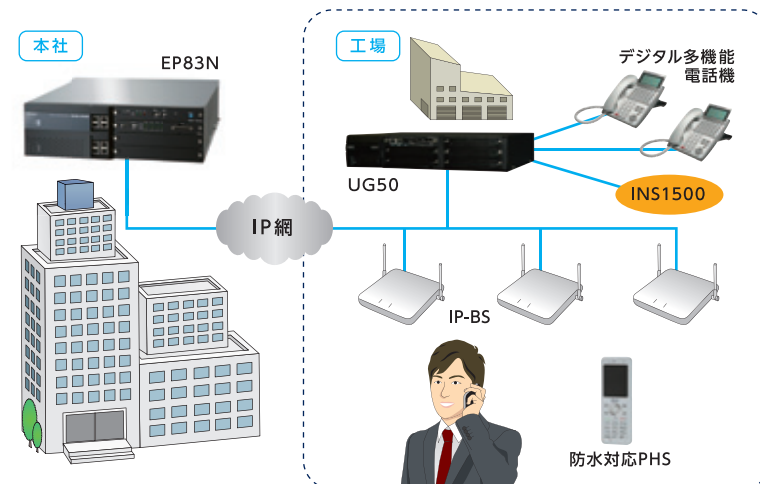 本社
EP83N
工場
デジタル多機能
電話機
UG50
INS1500
IP網
IP-BS
防水対応PHS